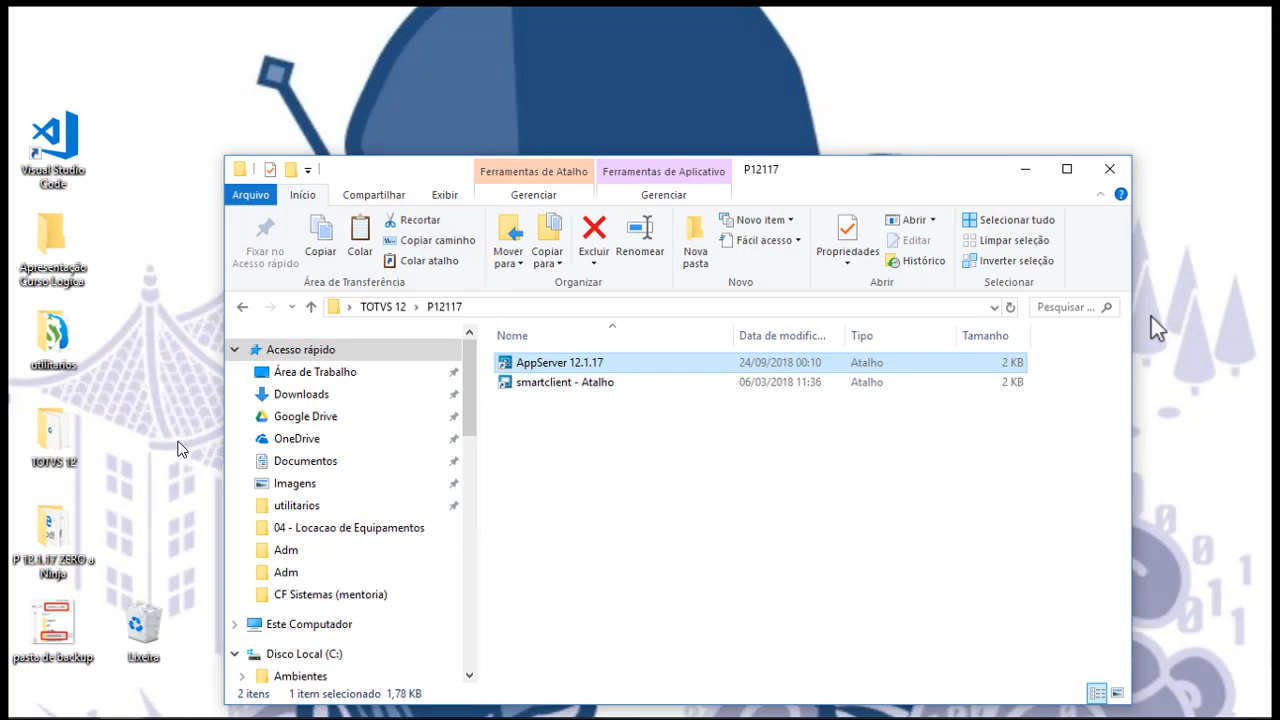 Visual Studio
Code
Apresentação
Curso Logica
utilitarios
TOTVS 12
P 12.1.17 ZERO a
Ninja
pasta de backup
Lixeira
Ferramentas de Atalho
Ferramentas de Aplicativo
P12117
Arquivo
Início
Compartilhar
Exibir
Gerenciar
Gerenciar
Fixar no
Acesso rápido
Copiar
Colar
Recortar
Copiar caminho
Colar atalho
Área de Transferência
Mover
para
Copiar
para
Excluir
Renomear
Organizar
Nova
pasta
Novo item
Fácil acesso
Novo
Propriedades
Abrir
Editar
Histórico
Abrir
Selecionar tudo
Limpar seleção
Inverter seleção
Selecionar
TOTVS 12 > P12117
Pesquisar ...
Acesso rápido
Área de Trabalho
Downloads
Google Drive
OneDrive
Documentos
Imagens
utilitarios
04 - Locacao de Equipamentos
Adm
Adm
CF Sistemas (mentoria)
Este Computador
Disco Local (C:)
Ambientes
Nome Data de modific... Tipo Tamanho
AppServer 12.1.17 24/09/2018 00:10 Atalho 2 KB
smartclient - Atalho 06/03/2018 11:36 Atalho 2 KB
2 itens 1 item selecionado 1,78 KB